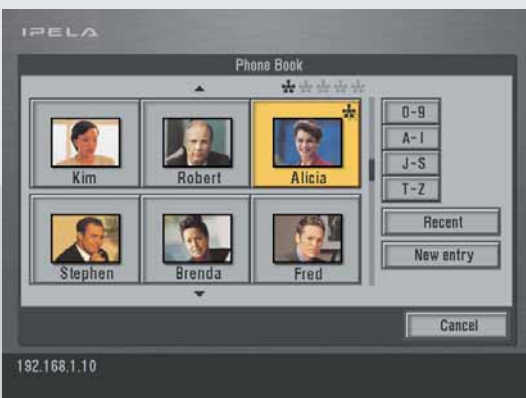 IPELA
Phone Book
Kim Robert Alicia
Stephen Brenda Fred
0-9
A-I
J-S
T-Z
Recent
New entry
Cancel
192.168.1.10